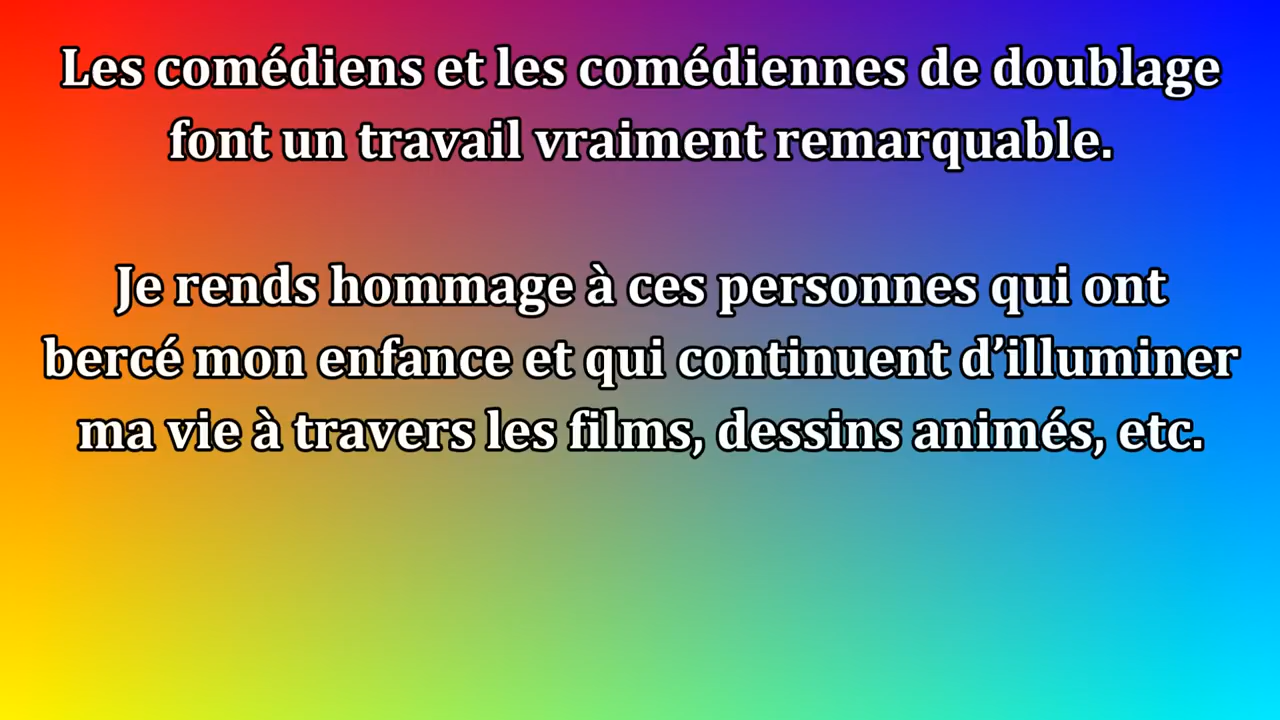 Les comédiens et les comédiennes de doublage
font un travail vraiment remarquable.
Je rends hommage à ces personnes qui ont
bercé mon enfance et qui continuent d’illuminer
ma vie à travers les films, dessins animés, etc.